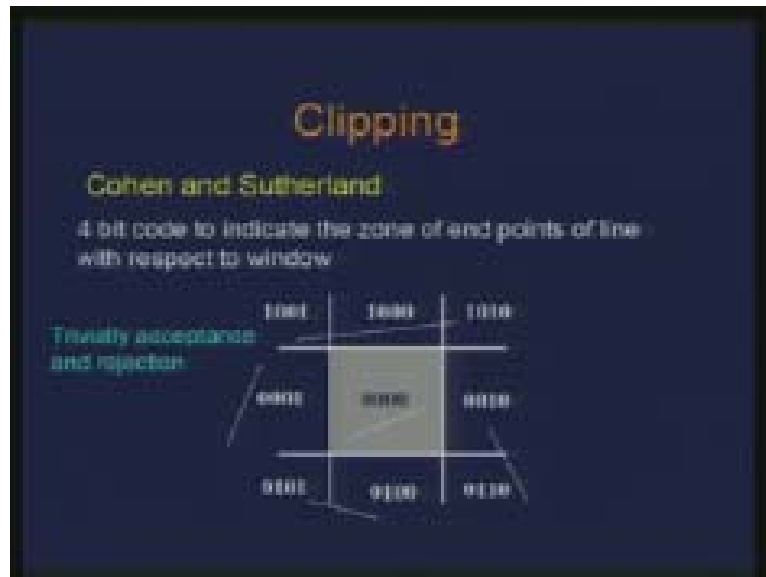 Clipping
Cohen and Sutherland
4 bit code to indicate the zone of end points of line
with respect to window
1001 1000 1010
Trivially acceptance
and rejection
0001 0000 0010
0101 0100 0110